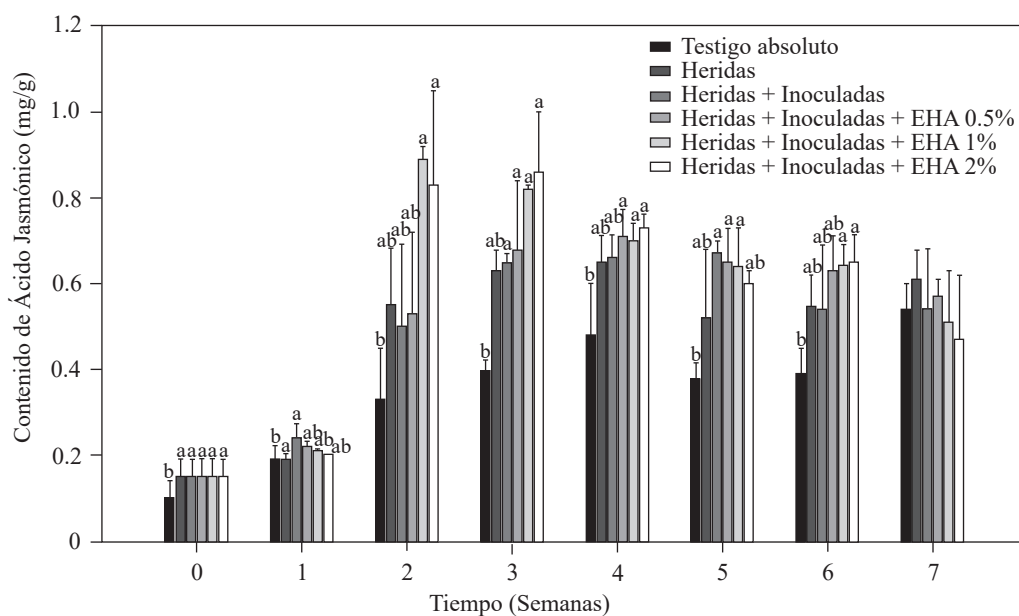 1.2
1.0
0.8
0.6
0.4
0.2
0
Contenido de Ácido Jasmónico (mg/g)
Testigo absoluto
Heridas
Heridas + Inoculadas
Heridas + Inoculadas + EHA 0.5%
Heridas + Inoculadas + EHA 1%
Heridas + Inoculadas + EHA 2%
b a a a a a
b a a ab ab ab
b ab ab ab a a
b ab a a a a
b ab ab a a a
b ab a a a ab
b ab ab ab a a
0 1 2 3 4 5 6 7
Tiempo (Semanas)